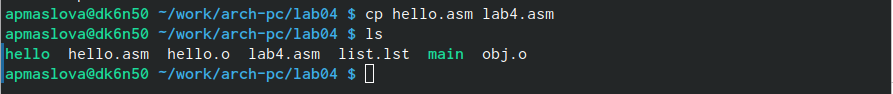 apmaslova@dk6n50 ~/work/arch-pc/lab04 $ cp hello.asm lab4.asm
apmaslova@dk6n50 ~/work/arch-pc/lab04 $ ls
hello  hello.asm  hello.o  lab4.asm  list.lst  main  obj.o
apmaslova@dk6n50 ~/work/arch-pc/lab04 $